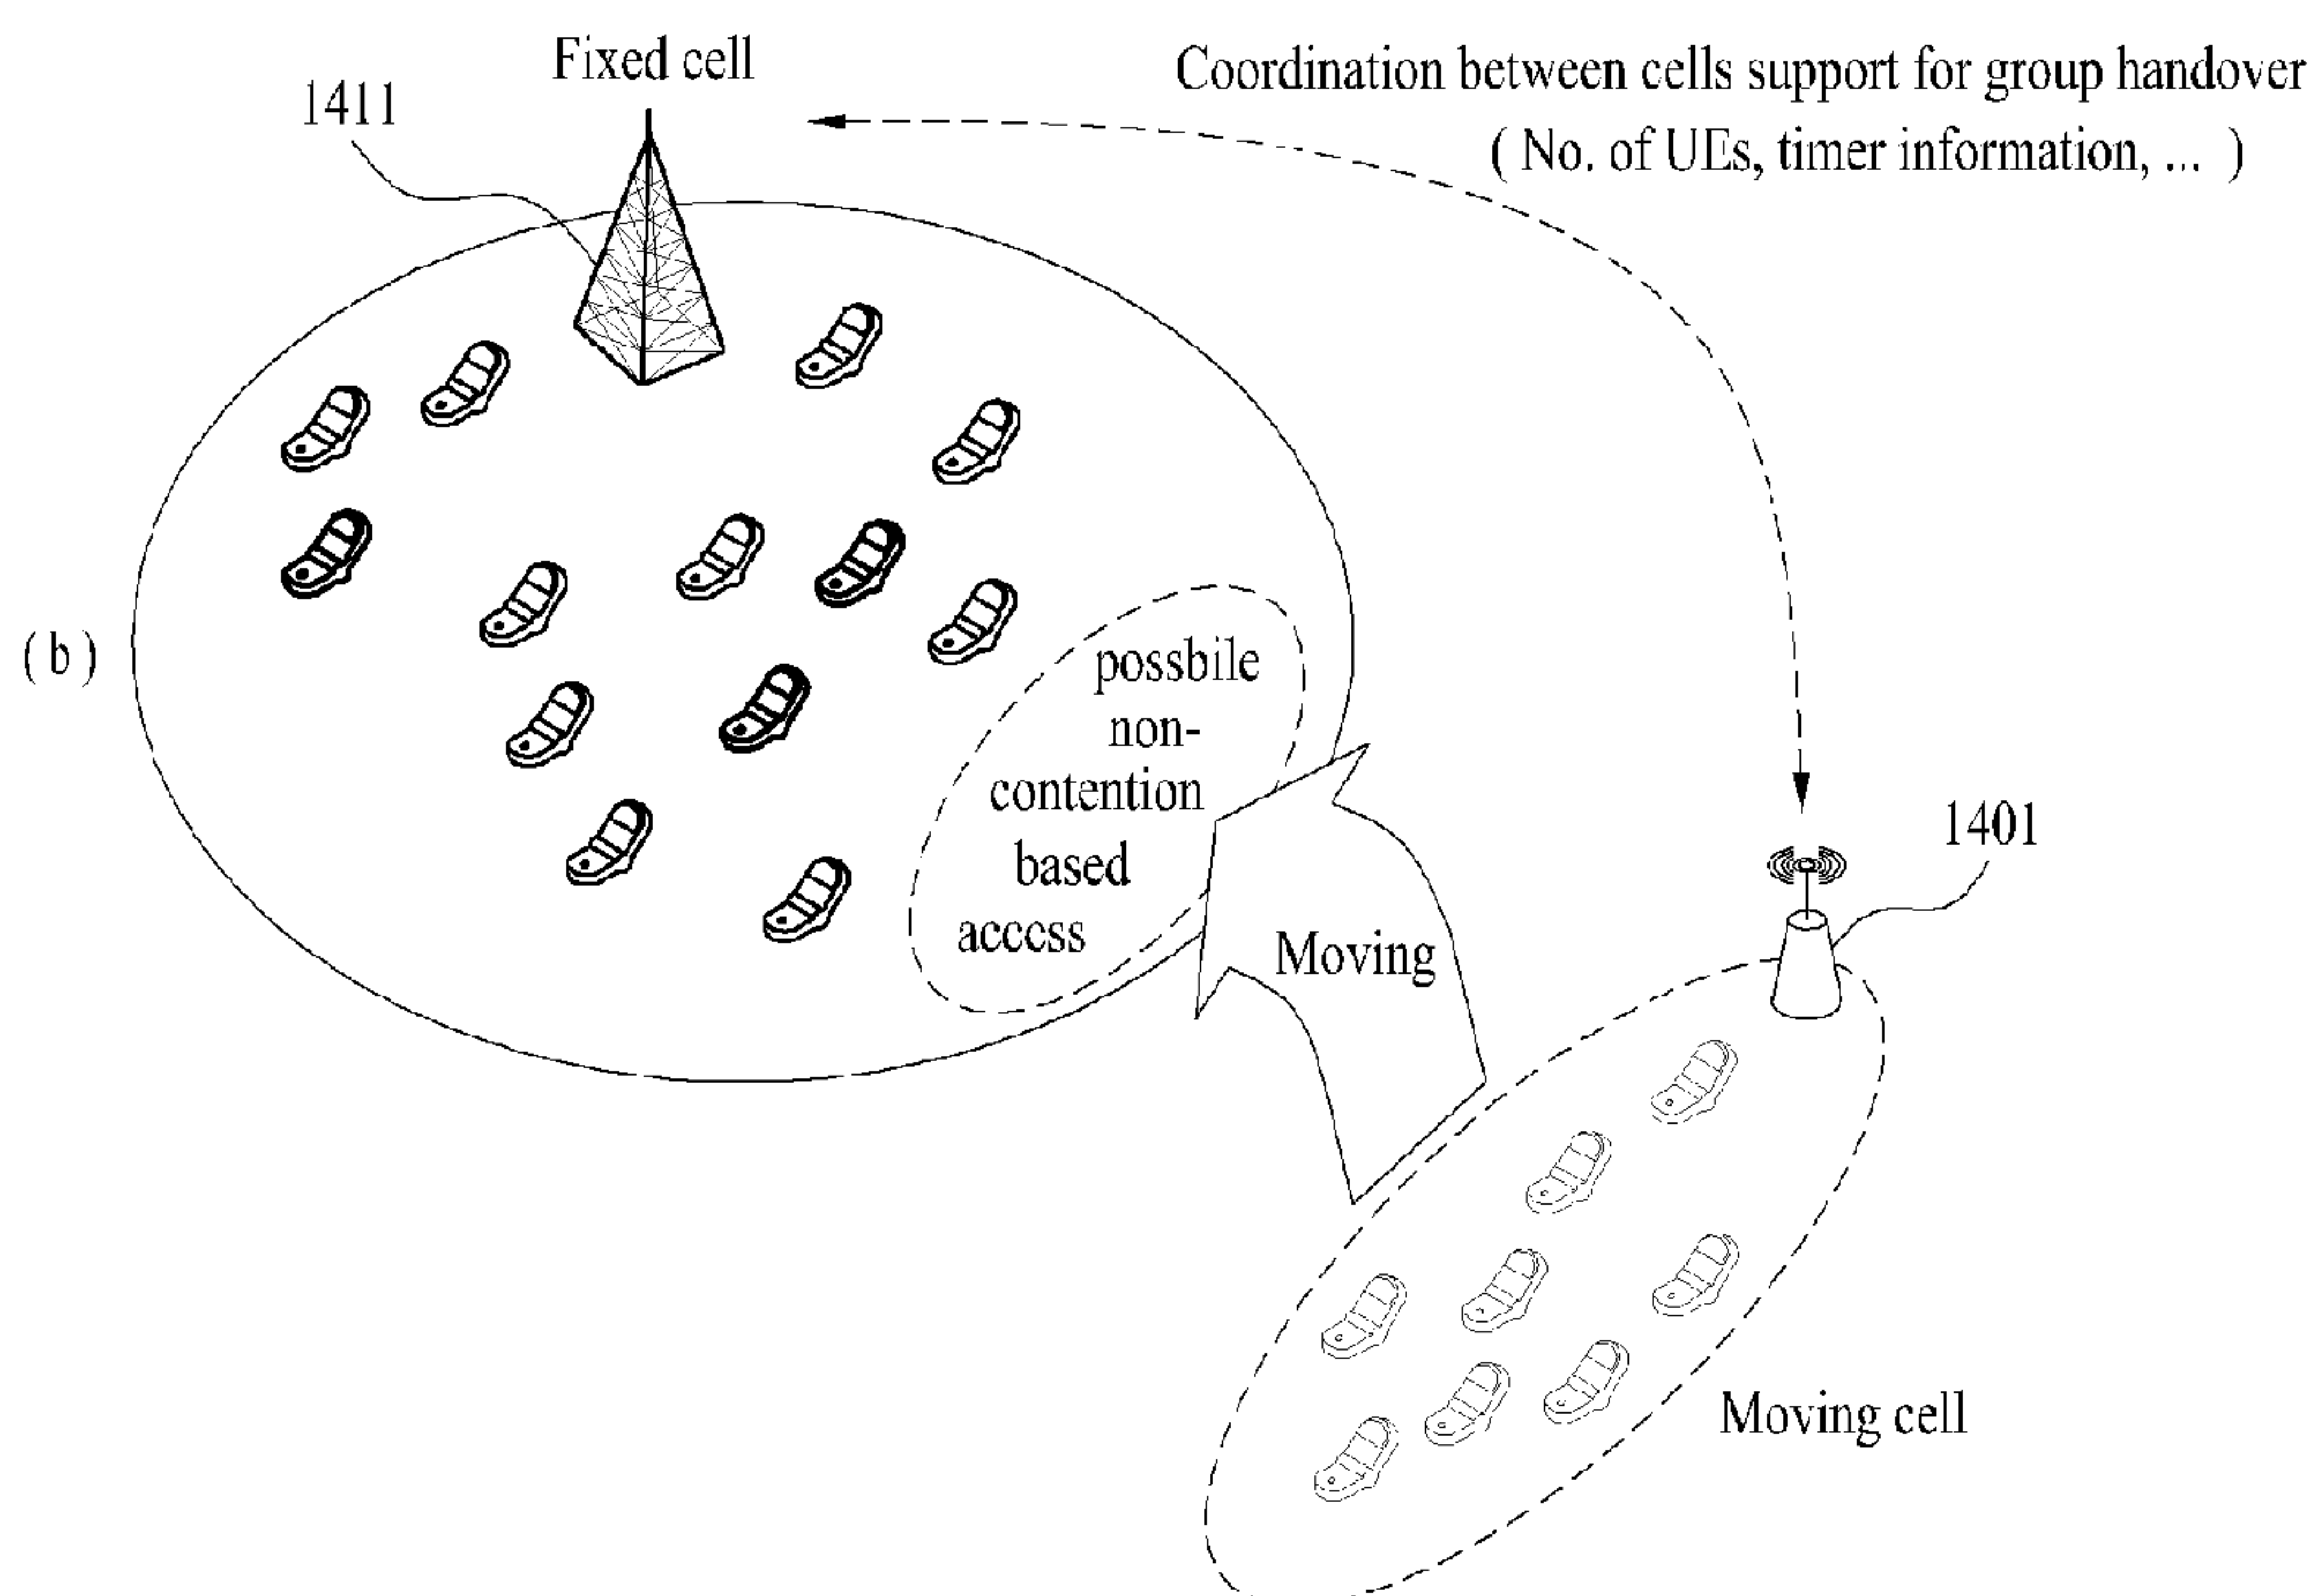 Fixed cell
1411
Coordination between cells support for group handover
( No. of UEs, timer information, ... )
( b )
possbile
non-
contention
based
access
Moving
1401
Moving cell